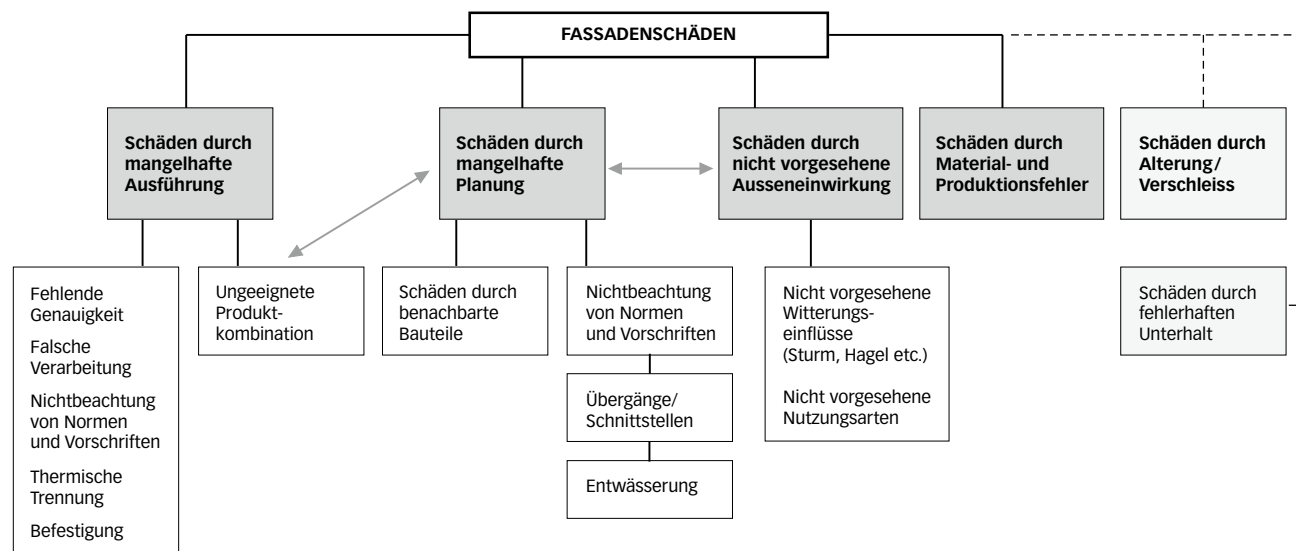 FASSADENSCHÄDEN
Schäden durch
mangelhafte
Ausführung
Schäden durch
mangelhafte
Planung
Schäden durch
nicht vorgesehene
Ausseneinwirkung
Schäden durch
Material- und
Produktionsfehler
Schäden durch
Alterung/
Verschleiss
Fehlende
Genauigkeit
Falsche
Verarbeitung
Nichtbeachtung
von Normen
und Vorschriften
Thermische
Trennung
Befestigung
Ungeeignete
Produkt-
kombination
Schäden durch
benachbarte
Bauteile
Nichtbeachtung
von Normen
und Vorschriften
Übergänge/
Schnittstellen
Entwässerung
Nicht vorgesehene
Witterungs-
einflüsse
(Sturm, Hagel etc.)
Nicht vorgesehene
Nutzungsarten
Schäden durch
fehlerhaften
Unterhalt